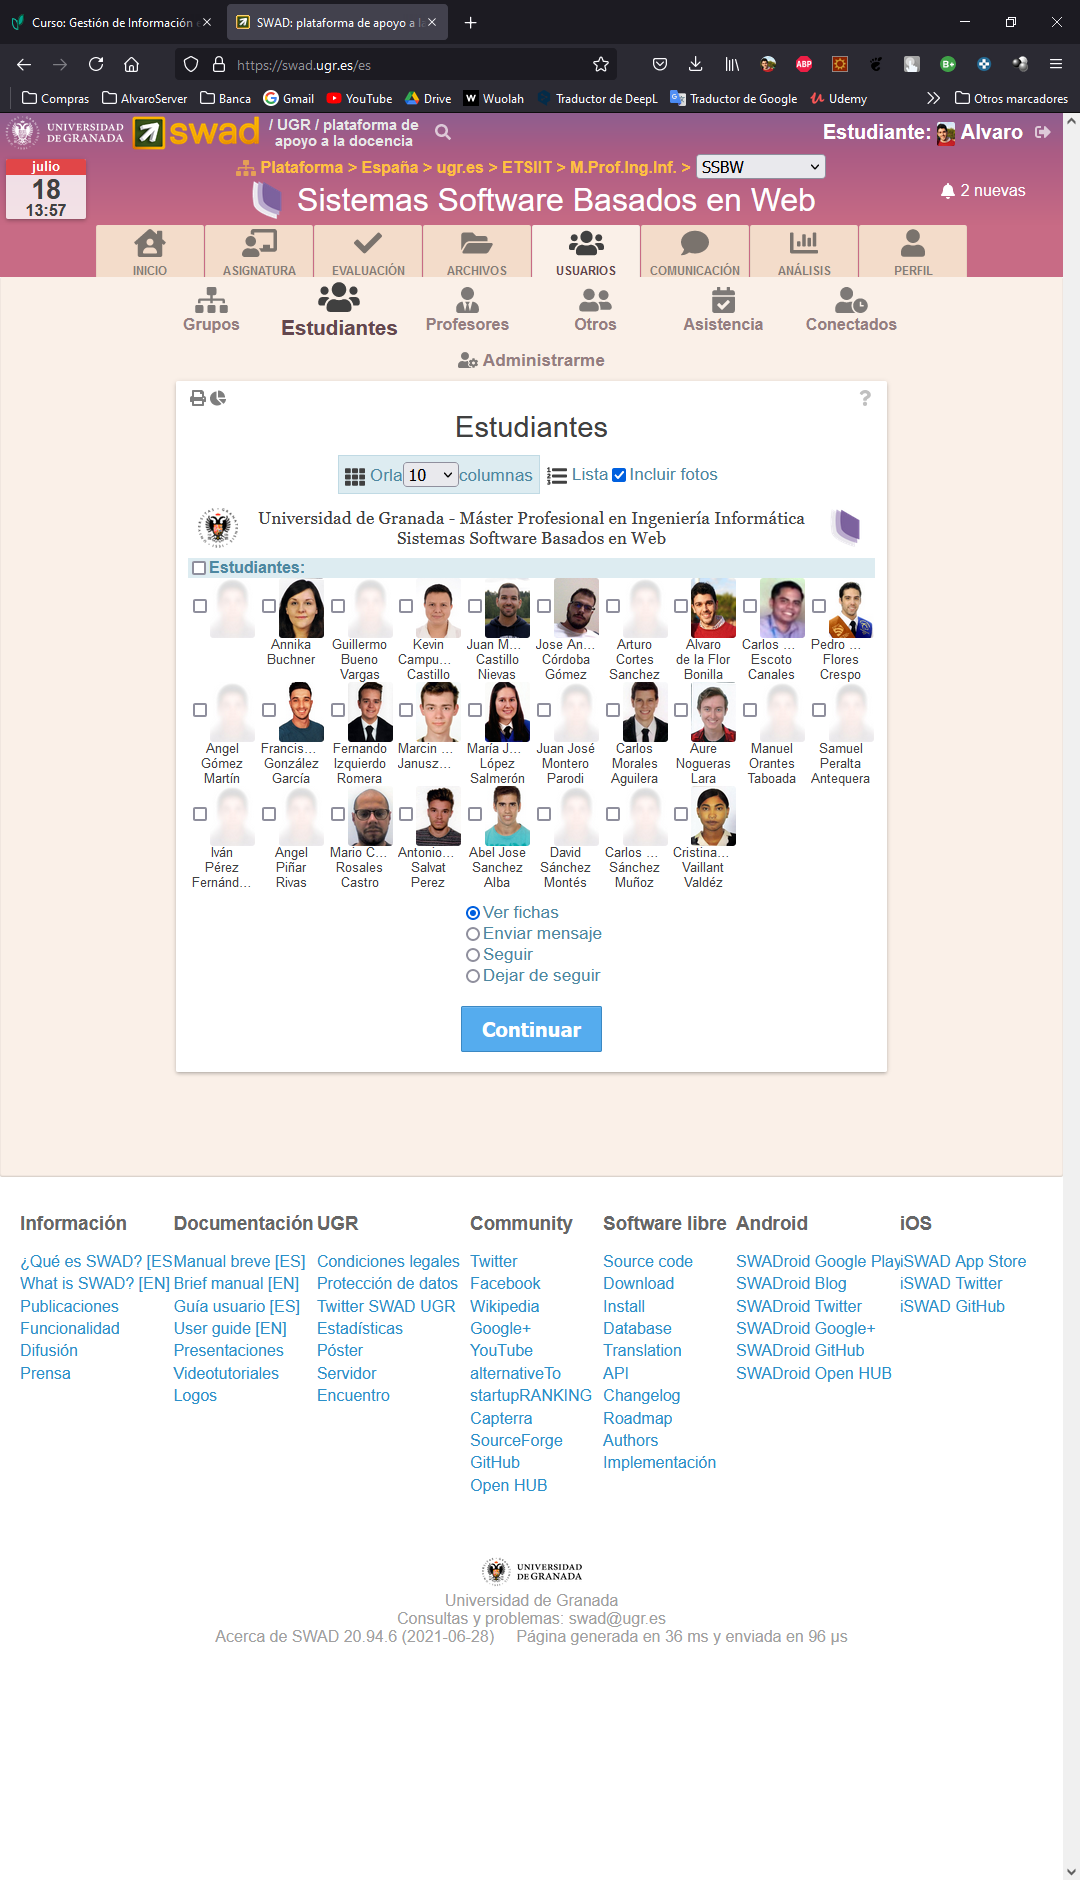 Curso: Gestión de Información
SWAD: plataforma de apoyo a l
https://swad.ugr.es/es
Compras
AlvaroServer
Banca
Gmail
YouTube
Drive
Wuolah
Traductor de DeepL
Traductor de Google
Udemy
Otros marcadores
UNIVERSIDAD
DE GRANADA
swad
/ UGR / plataforma de
apoyo a la docencia
Estudiante: Alvaro
julio
18
13:57
Plataforma > España > ugr.es > ETSIIT > M.Prof.Ing.Inf. > SSBW
Sistemas Software Basados en Web
2 nuevas
INICIO
ASIGNATURA
EVALUACIÓN
ARCHIVOS
USUARIOS
COMUNICACIÓN
ANÁLISIS
PERFIL
Grupos
Estudiantes
Profesores
Otros
Asistencia
Conectados
Administrarme
?
Estudiantes
Orla 10 columnas
Lista
Incluir fotos
Universidad de Granada - Máster Profesional en Ingeniería Informática
Sistemas Software Basados en Web
Estudiantes:
Annika
Buchner
Guillermo
Bueno
Vargas
Kevin
Campu...
Castillo
Juan M...
Castillo
Nievas
Jose An...
Córdoba
Gómez
Arturo
Cortes
Sanchez
Alvaro
de la Flor
Bonilla
Carlos ...
Escoto
Canales
Pedro ...
Flores
Crespo
Angel
Gómez
Martín
Francis...
González
García
Fernando
Izquierdo
Romera
Marcin ...
Janusz...
María J...
López
Salmerón
Juan José
Montero
Parodi
Carlos
Morales
Aguilera
Aure
Nogueras
Lara
Manuel
Orantes
Taboada
Samuel
Peralta
Antequera
Iván
Pérez
Fernánd...
Angel
Piñar
Rivas
Mario C...
Rosales
Castro
Antonio...
Salvat
Perez
Abel Jose
Sanchez
Alba
David
Sánchez
Montés
Carlos ...
Sánchez
Muñoz
Cristina...
Vaillant
Valdéz
Ver fichas
Enviar mensaje
Seguir
Dejar de seguir
Continuar
Información
¿Qué es SWAD? [ES
What is SWAD? [EN]
Publicaciones
Funcionalidad
Difusión
Prensa
Documentación
Manual breve [ES]
Brief manual [EN]
Guía usuario [ES]
User guide [EN]
Presentaciones
Videotutoriales
Logos
UGR
Condiciones legales
Protección de datos
Twitter SWAD UGR
Estadísticas
Póster
Servidor
Encuentro
Community
Twitter
Facebook
Wikipedia
Google+
YouTube
alternativeTo
startupRANKING
Capterra
SourceForge
GitHub
Open HUB
Software libre
Source code
Download
Install
Database
Translation
API
Changelog
Roadmap
Authors
Implementación
Android
SWADroid Google Play
SWADroid Blog
SWADroid Twitter
SWADroid Google+
SWADroid GitHub
SWADroid Open HUB
iOS
iSWAD App Store
iSWAD Twitter
iSWAD GitHub
UNIVERSIDAD
DE GRANADA
Universidad de Granada
Consultas y problemas: swad@ugr.es
Acerca de SWAD 20.94.6 (2021-06-28) Página generada en 36 ms y enviada en 96 µs